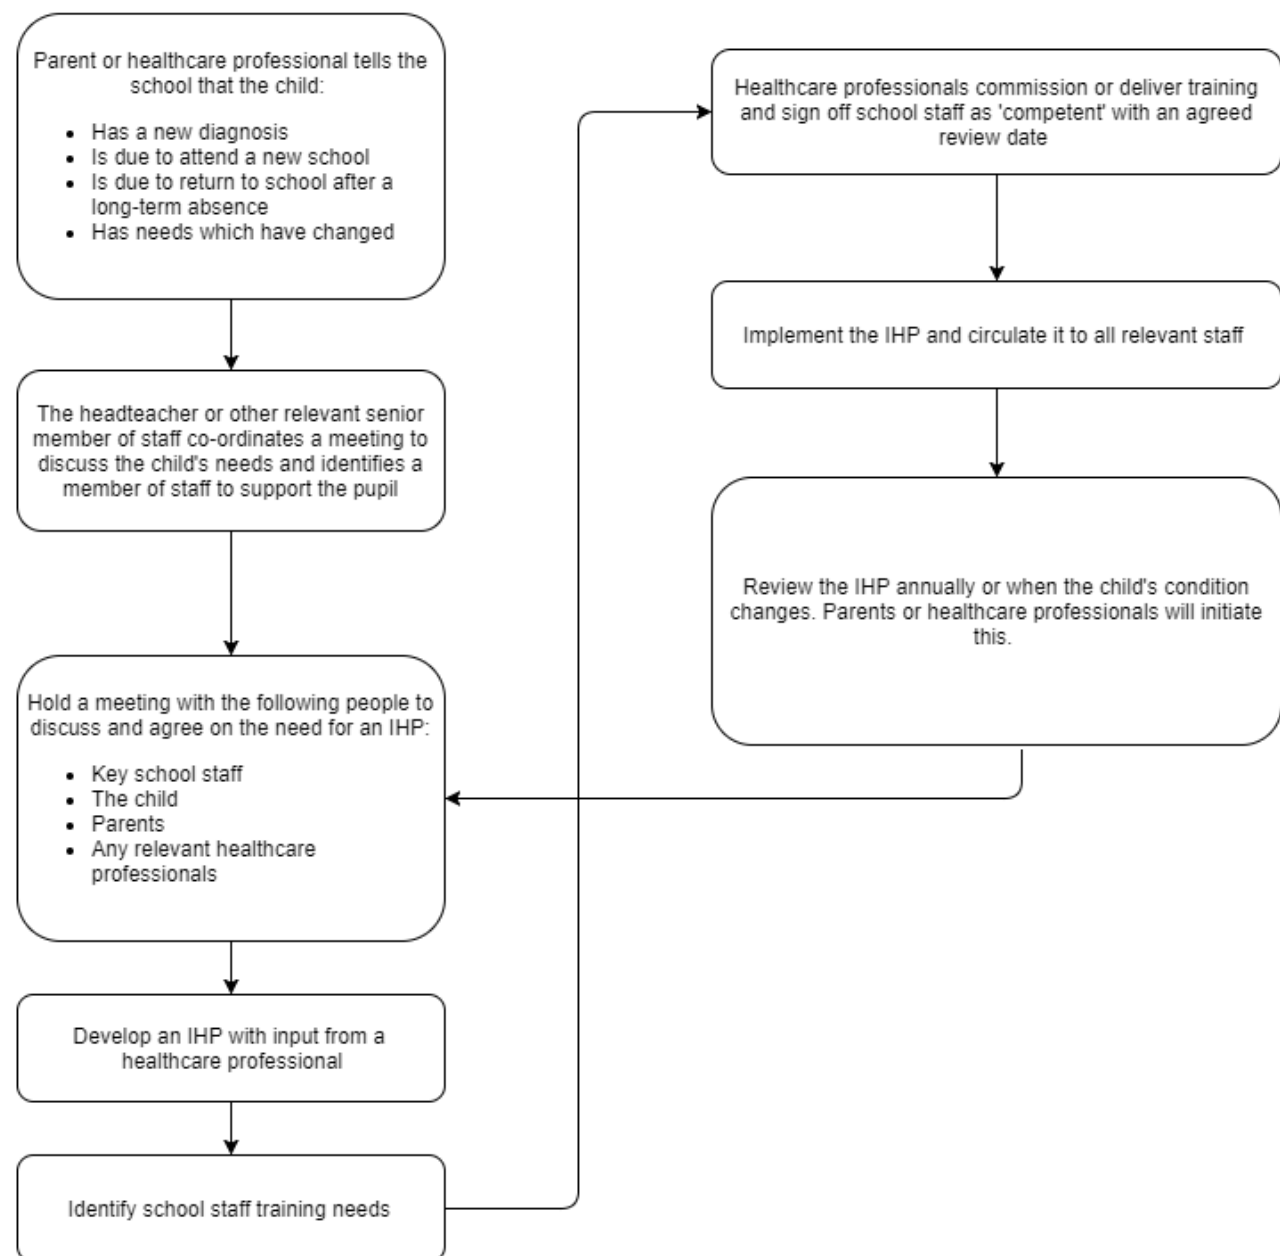 Parent or healthcare professional tells the
school that the child:
• Has a new diagnosis
• Is due to attend a new school
• Is due to return to school after a
long-term absence
• Has needs which have changed
The headteacher or other relevant senior
member of staff co-ordinates a meeting to
discuss the child's needs and identifies a
member of staff to support the pupil
Hold a meeting with the following people to
discuss and agree on the need for an IHP:
• Key school staff
• The child
• Parents
• Any relevant healthcare
professionals
Develop an IHP with input from a
healthcare professional
Identify school staff training needs
Healthcare professionals commission or deliver training
and sign off school staff as 'competent' with an agreed
review date
Implement the IHP and circulate it to all relevant staff
Review the IHP annually or when the child's condition
changes. Parents or healthcare professionals will initiate
this.